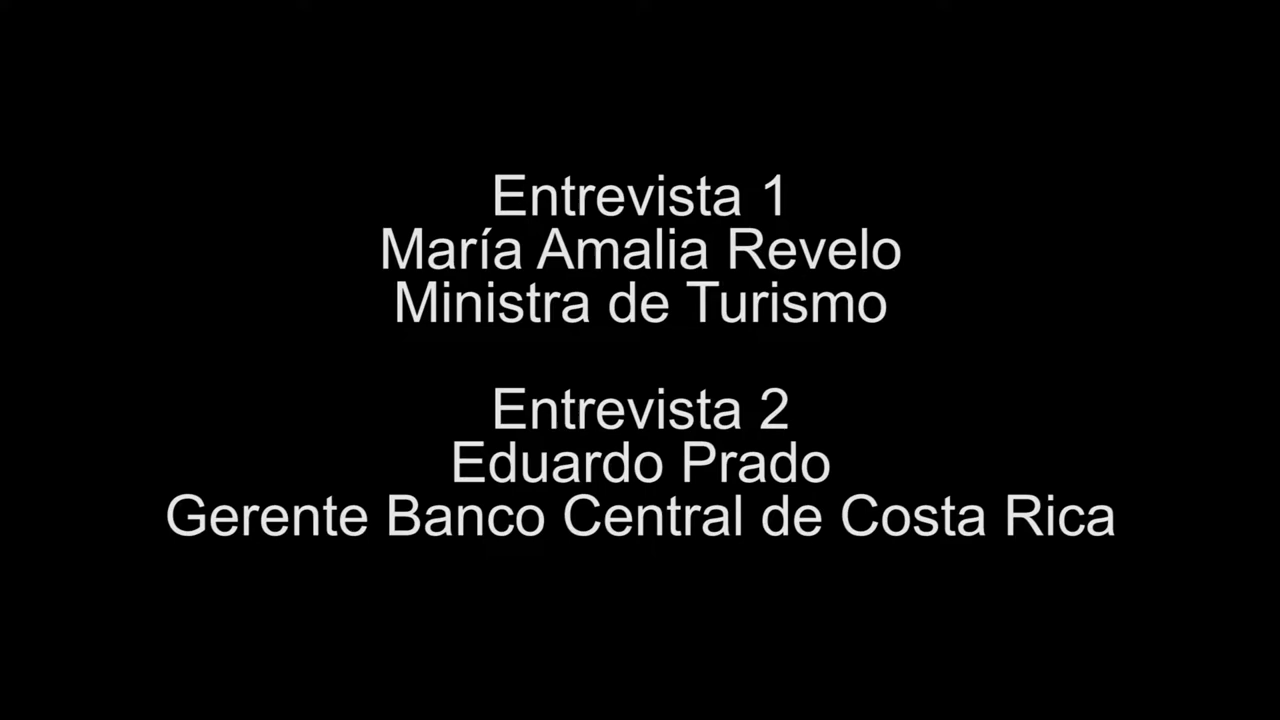 Entrevista 1
María Amalia Revelo
Ministra de Turismo
Entrevista 2
Eduardo Prado
Gerente Banco Central de Costa Rica